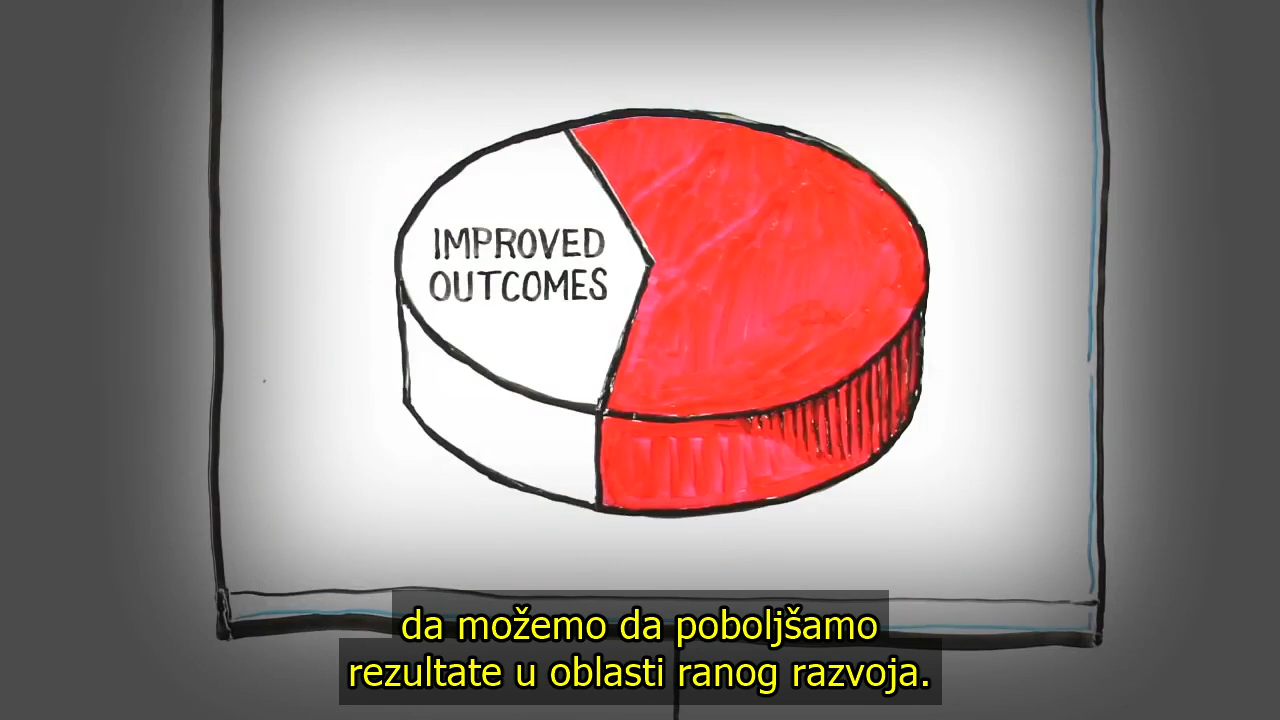 IMPROVED
OUTCOMES
da možemo da poboljšamo
rezultate u oblasti ranog razvoja.